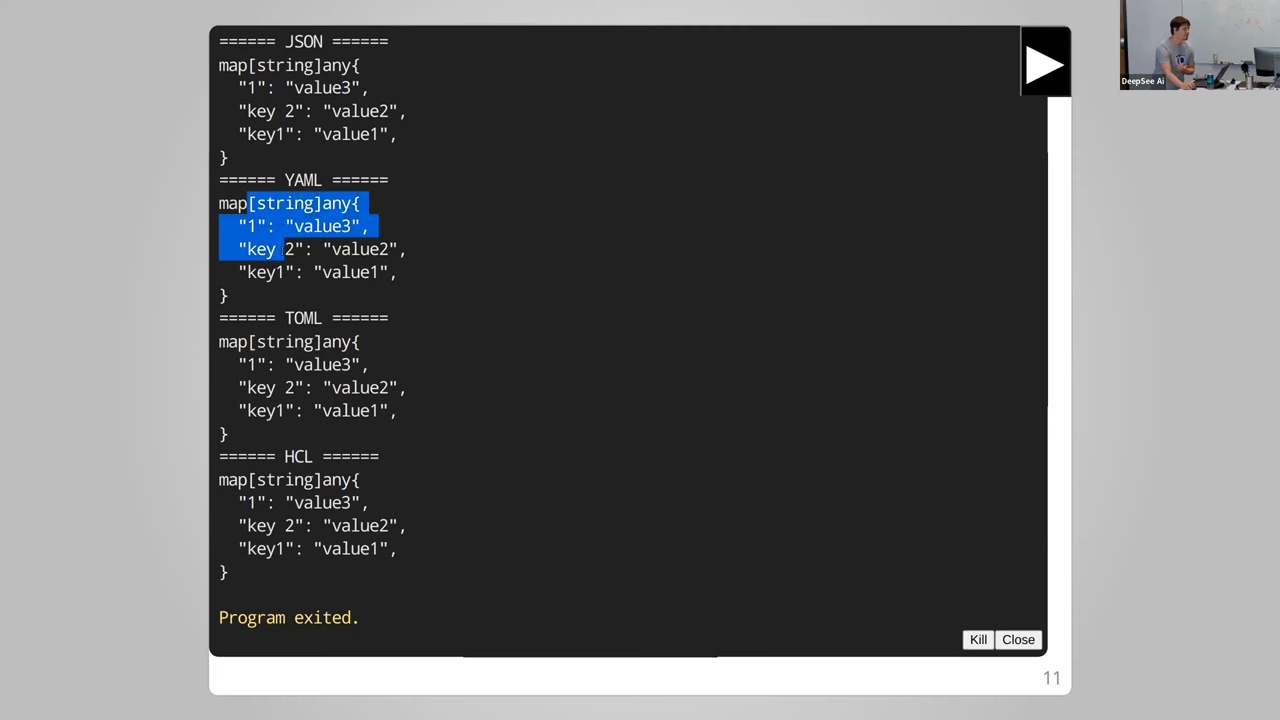 ====== JSON ======
map[string]any{
  "1": "value3",
  "key 2": "value2",
  "key1": "value1",
}
====== YAML ======
map[string]any{
  "1": "value3",
  "key 2": "value2",
  "key1": "value1",
}
====== TOML ======
map[string]any{
  "1": "value3",
  "key 2": "value2",
  "key1": "value1",
}
====== HCL ======
map[string]any{
  "1": "value3",
  "key 2": "value2",
  "key1": "value1",
}
Program exited.
Kill Close
11
DeepSee Ai